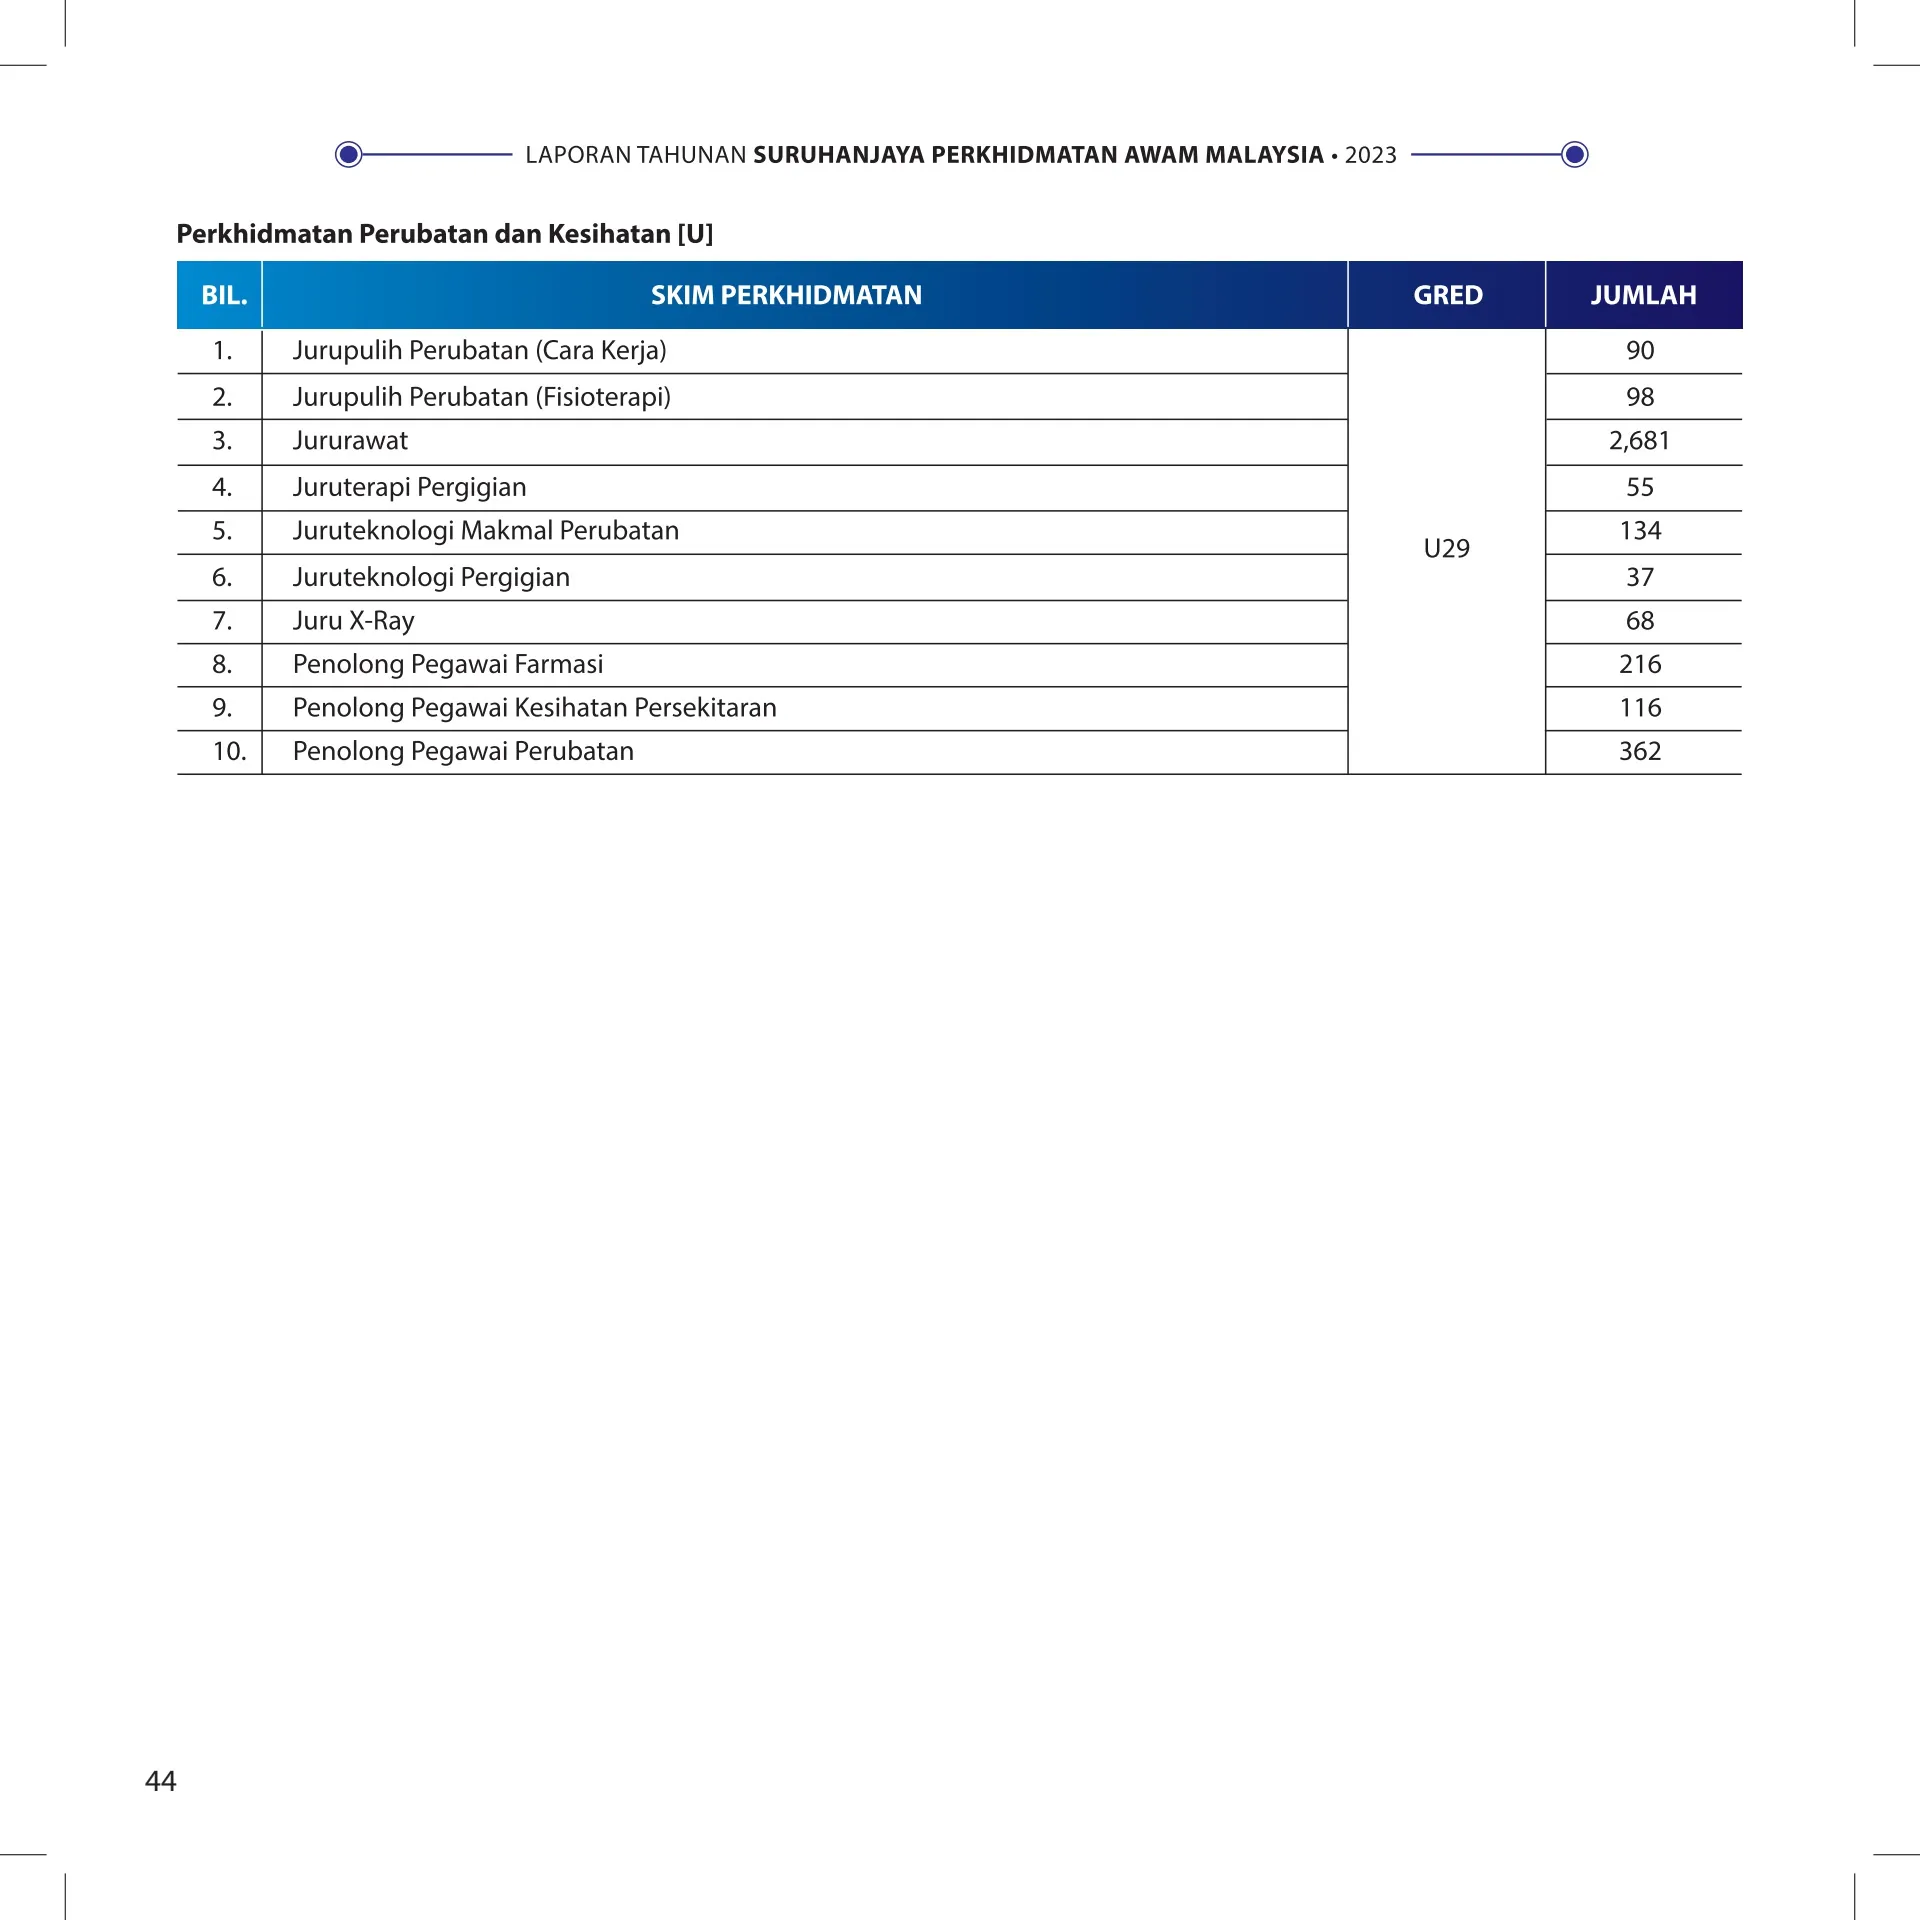 LAPORAN TAHUNAN SURUHANJAYA PERKHIDMATAN AWAM MALAYSIA • 2023
Perkhidmatan Perubatan dan Kesihatan [U]
BIL. SKIM PERKHIDMATAN GRED JUMLAH
1. Jurupulih Perubatan (Cara Kerja) 90
2. Jurupulih Perubatan (Fisioterapi) 98
3. Jururawat 2,681
4. Juruterapi Pergigian 55
5. Juruteknologi Makmal Perubatan 134
U29
6. Juruteknologi Pergigian 37
7. Juru X-Ray 68
8. Penolong Pegawai Farmasi 216
9. Penolong Pegawai Kesihatan Persekitaran 116
10. Penolong Pegawai Perubatan 362
44